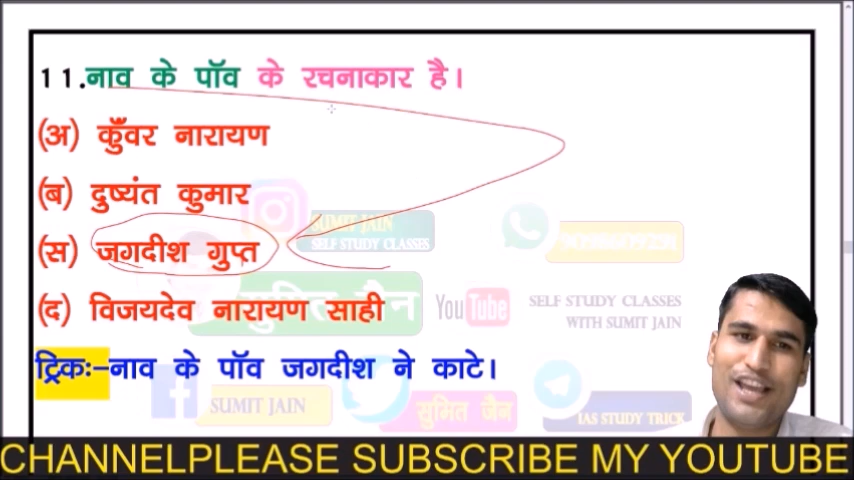 11.नाव के पॉव के रचनाकार है।
(अ) कुँवर नारायण
(ब) दुष्यंत कुमार
SUMIT JAIN
SELF STUDY CLASSES
(स) जगदीश गुप्त
(द) विजयदेव नारायण साही
सुमित जैन
YouTube
SELF STUDY CLASSES
WITH SUMIT JAIN
ट्रिकः-नाव के पॉव जगदीश ने काटे।
SUMIT JAIN
सुमित जैन
IAS STUDY TRICK
CHANNELPLEASE SUBSCRIBE MY YOUTUBE